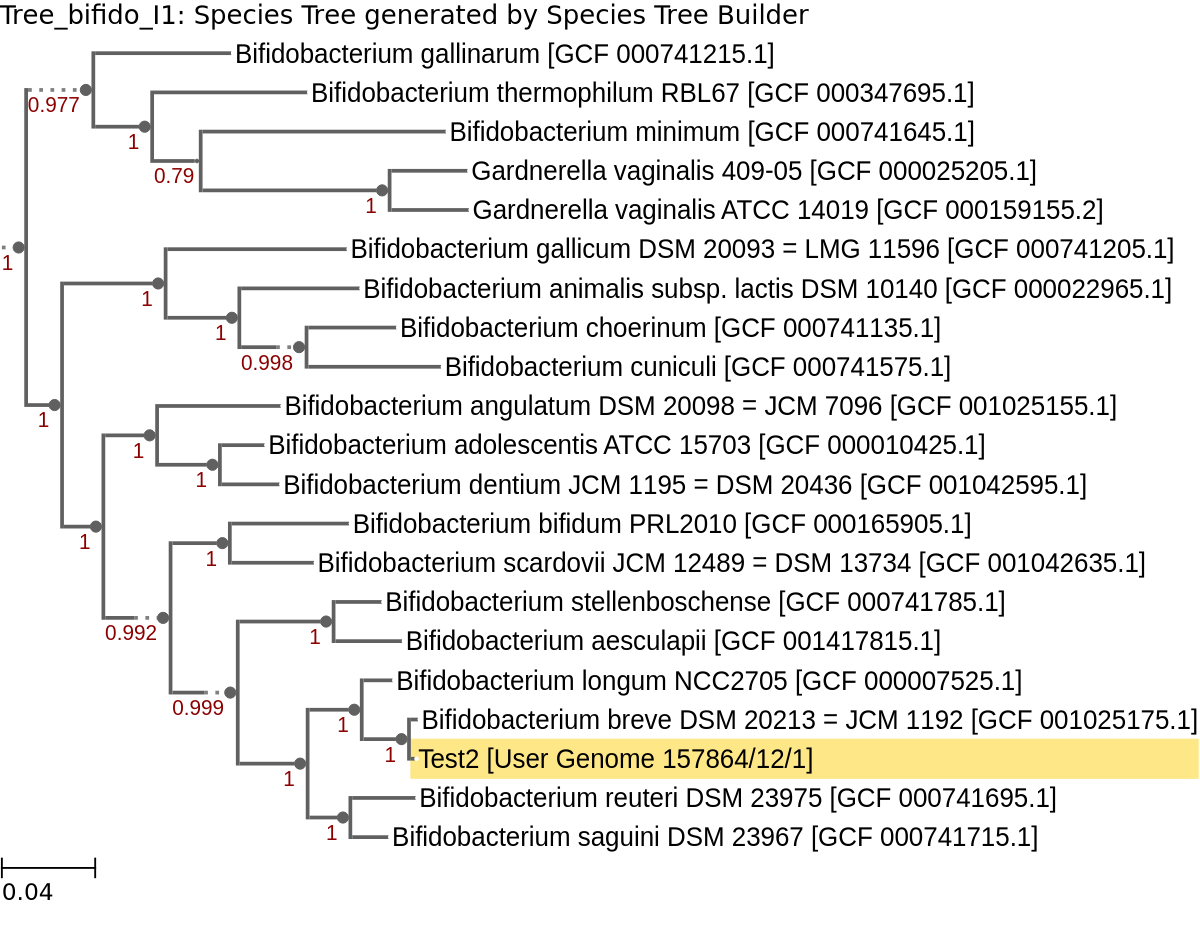 Tree_bifido_I1: Species Tree generated by Species Tree Builder
Bifidobacterium gallinarum [GCF 000741215.1]
0.977
Bifidobacterium thermophilum RBL67 [GCF 000347695.1]
1
Bifidobacterium minimum [GCF 000741645.1]
0.79
Gardnerella vaginalis 409-05 [GCF 000025205.1]
1
Gardnerella vaginalis ATCC 14019 [GCF 000159155.2]
Bifidobacterium gallicum DSM 20093 = LMG 11596 [GCF 000741205.1]
1
1
Bifidobacterium animalis subsp. lactis DSM 10140 [GCF 000022965.1]
1
Bifidobacterium choerinum [GCF 000741135.1]
0.998
Bifidobacterium cuniculi [GCF 000741575.1]
1
Bifidobacterium angulatum DSM 20098 = JCM 7096 [GCF 001025155.1]
1
Bifidobacterium adolescentis ATCC 15703 [GCF 000010425.1]
1
Bifidobacterium dentium JCM 1195 = DSM 20436 [GCF 001042595.1]
1
Bifidobacterium bifidum PRL2010 [GCF 000165905.1]
1
Bifidobacterium scardovii JCM 12489 = DSM 13734 [GCF 001042635.1]
0.992
Bifidobacterium stellenboschense [GCF 000741785.1]
1
Bifidobacterium aesculapii [GCF 001417815.1]
0.999
Bifidobacterium longum NCC2705 [GCF 000007525.1]
1
Bifidobacterium breve DSM 20213 = JCM 1192 [GCF 001025175.1]
1
Test2 [User Genome 157864/12/1]
1
Bifidobacterium reuteri DSM 23975 [GCF 000741695.1]
1
Bifidobacterium saguini DSM 23967 [GCF 000741715.1]
0.04